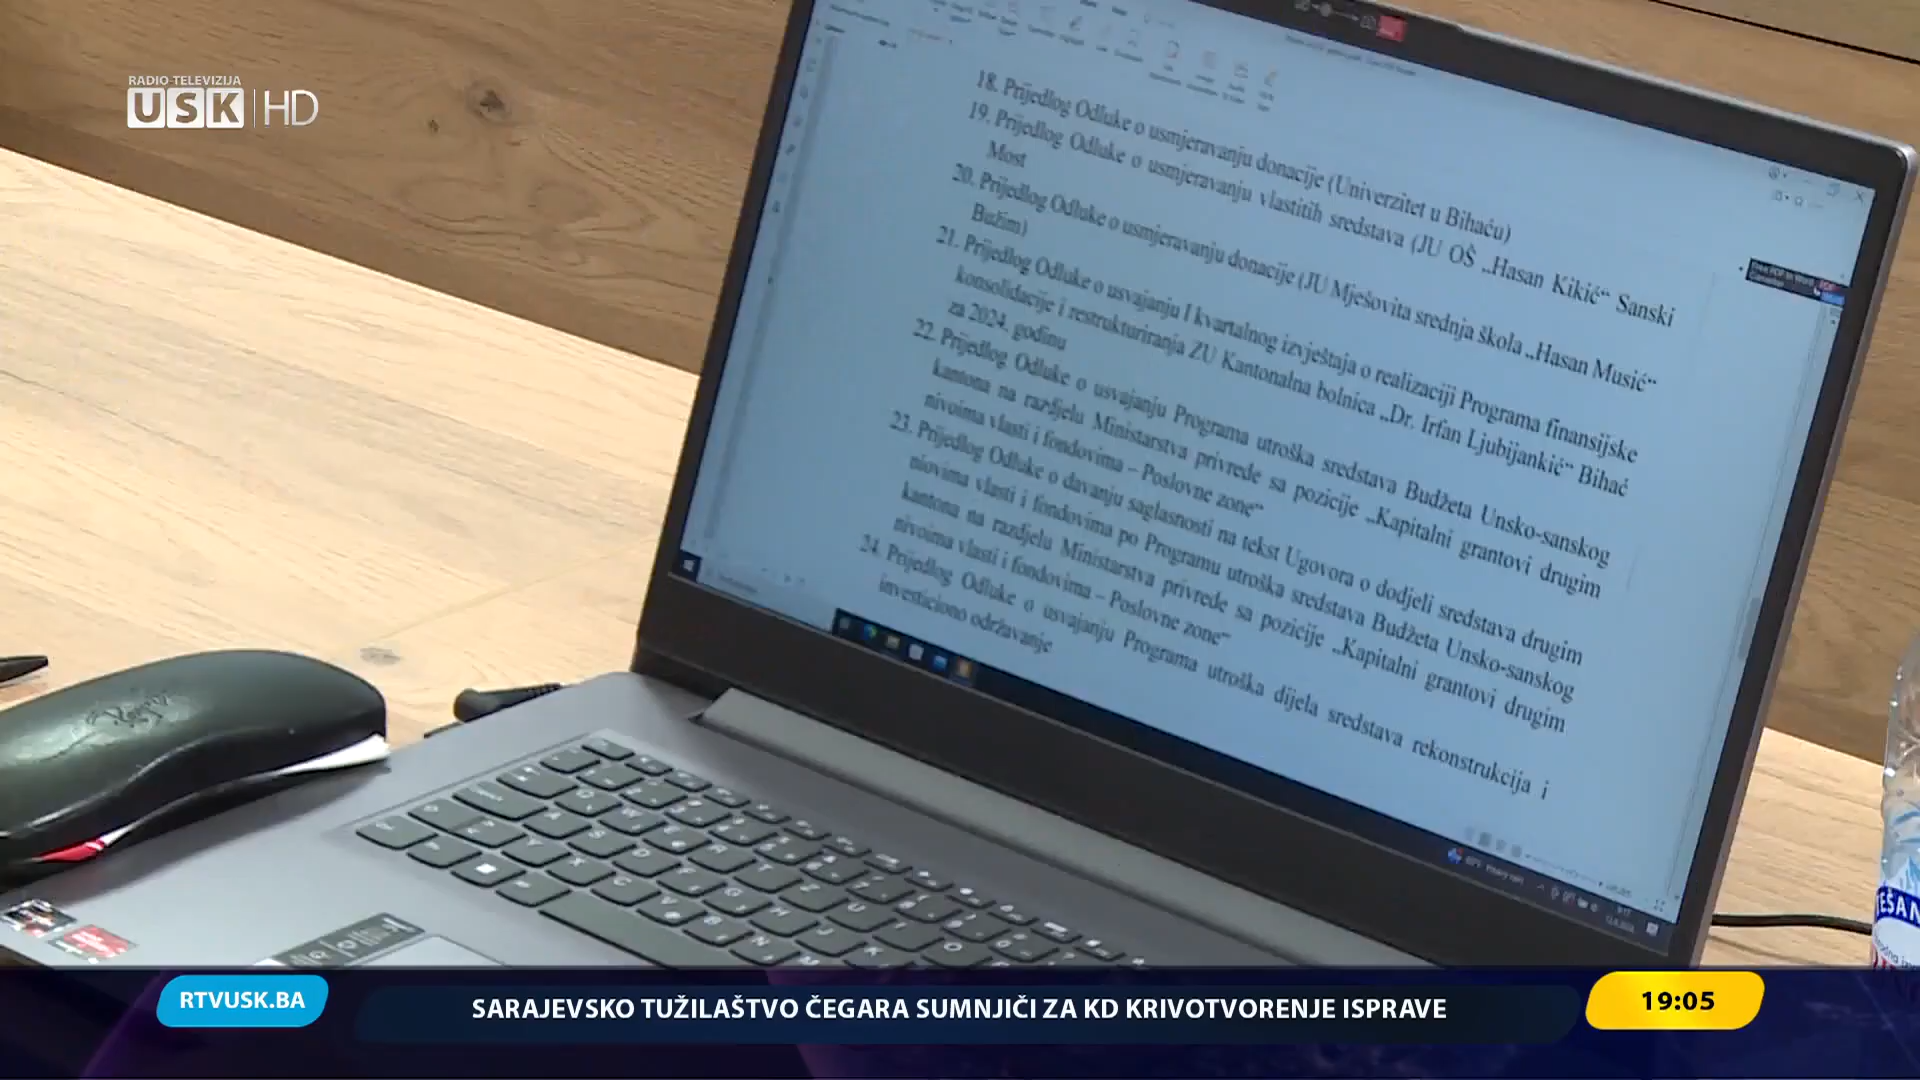 RADIO-TELEVIZIJA
USK HD
18. Prijedlog Odluke o usmjeravanju donacije (Univerzitet u Bihaću)
19. Prijedlog Odluke o usmjeravanju vlastitih sredstava (JU OŠ „Hasan Kikić“ Sanski
Most
20. Prijedlog Odluke o usmjeravanju donacije (JU Mješovita srednja škola „Hasan Musić“
Bužim)
21. Prijedlog Odluke o usvajanju I kvartalnog izvještaja o realizaciji Programa finansijske
konsolidacije i restrukturiranja ZU Kantonalna bolnica „Dr. Irfan Ljubijankić“ Bihać
za 2024. godinu
22. Prijedlog Odluke o usvajanju Programa utroška sredstava Budžeta Unsko-sanskog
kantona na razdjelu Ministarstva privrede sa pozicije „Kapitalni grantovi drugim
nivoima vlasti i fondovima – Poslovne zone“
23. Prijedlog Odluke o davanju saglasnosti na tekst Ugovora o dodjeli sredstava drugim
niovima vlasti i fondovima po Programu utroška sredstava Budžeta Unsko-sanskog
kantona na razdjelu Ministarstva privrede sa pozicije „Kapitalni grantovi drugim
nivoima vlasti i fondovima – Poslovne zone“
24. Prijedlog Odluke o usvajanju Programa utroška dijela sredstava rekonstrukcija i
investiciono održavanje
RTVUSK.BA
SARAJEVSKO TUŽILAŠTVO ČEGARA SUMNJIČI ZA KD KRIVOTVORENJE ISPRAVE
19:05